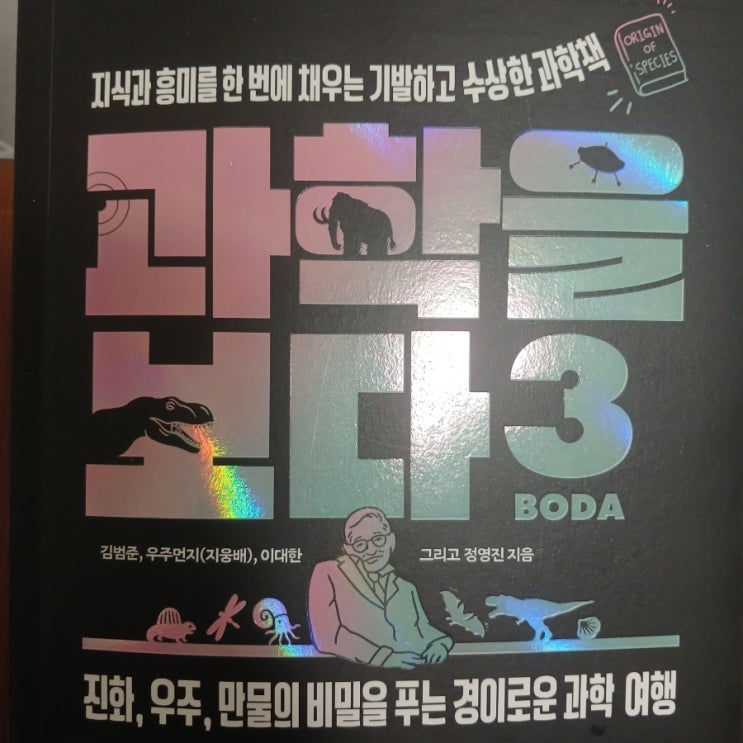 지식과 흥미를 한 번에 채우는 기발하고 수상한 과학책
ORIGIN
OF
SPECIES
과학을
보다 3
BODA
김범준, 우주먼지(지웅배), 이대한 그리고 정영진 지음
진화, 우주, 만물의 비밀을 푸는 경이로운 과학 여행